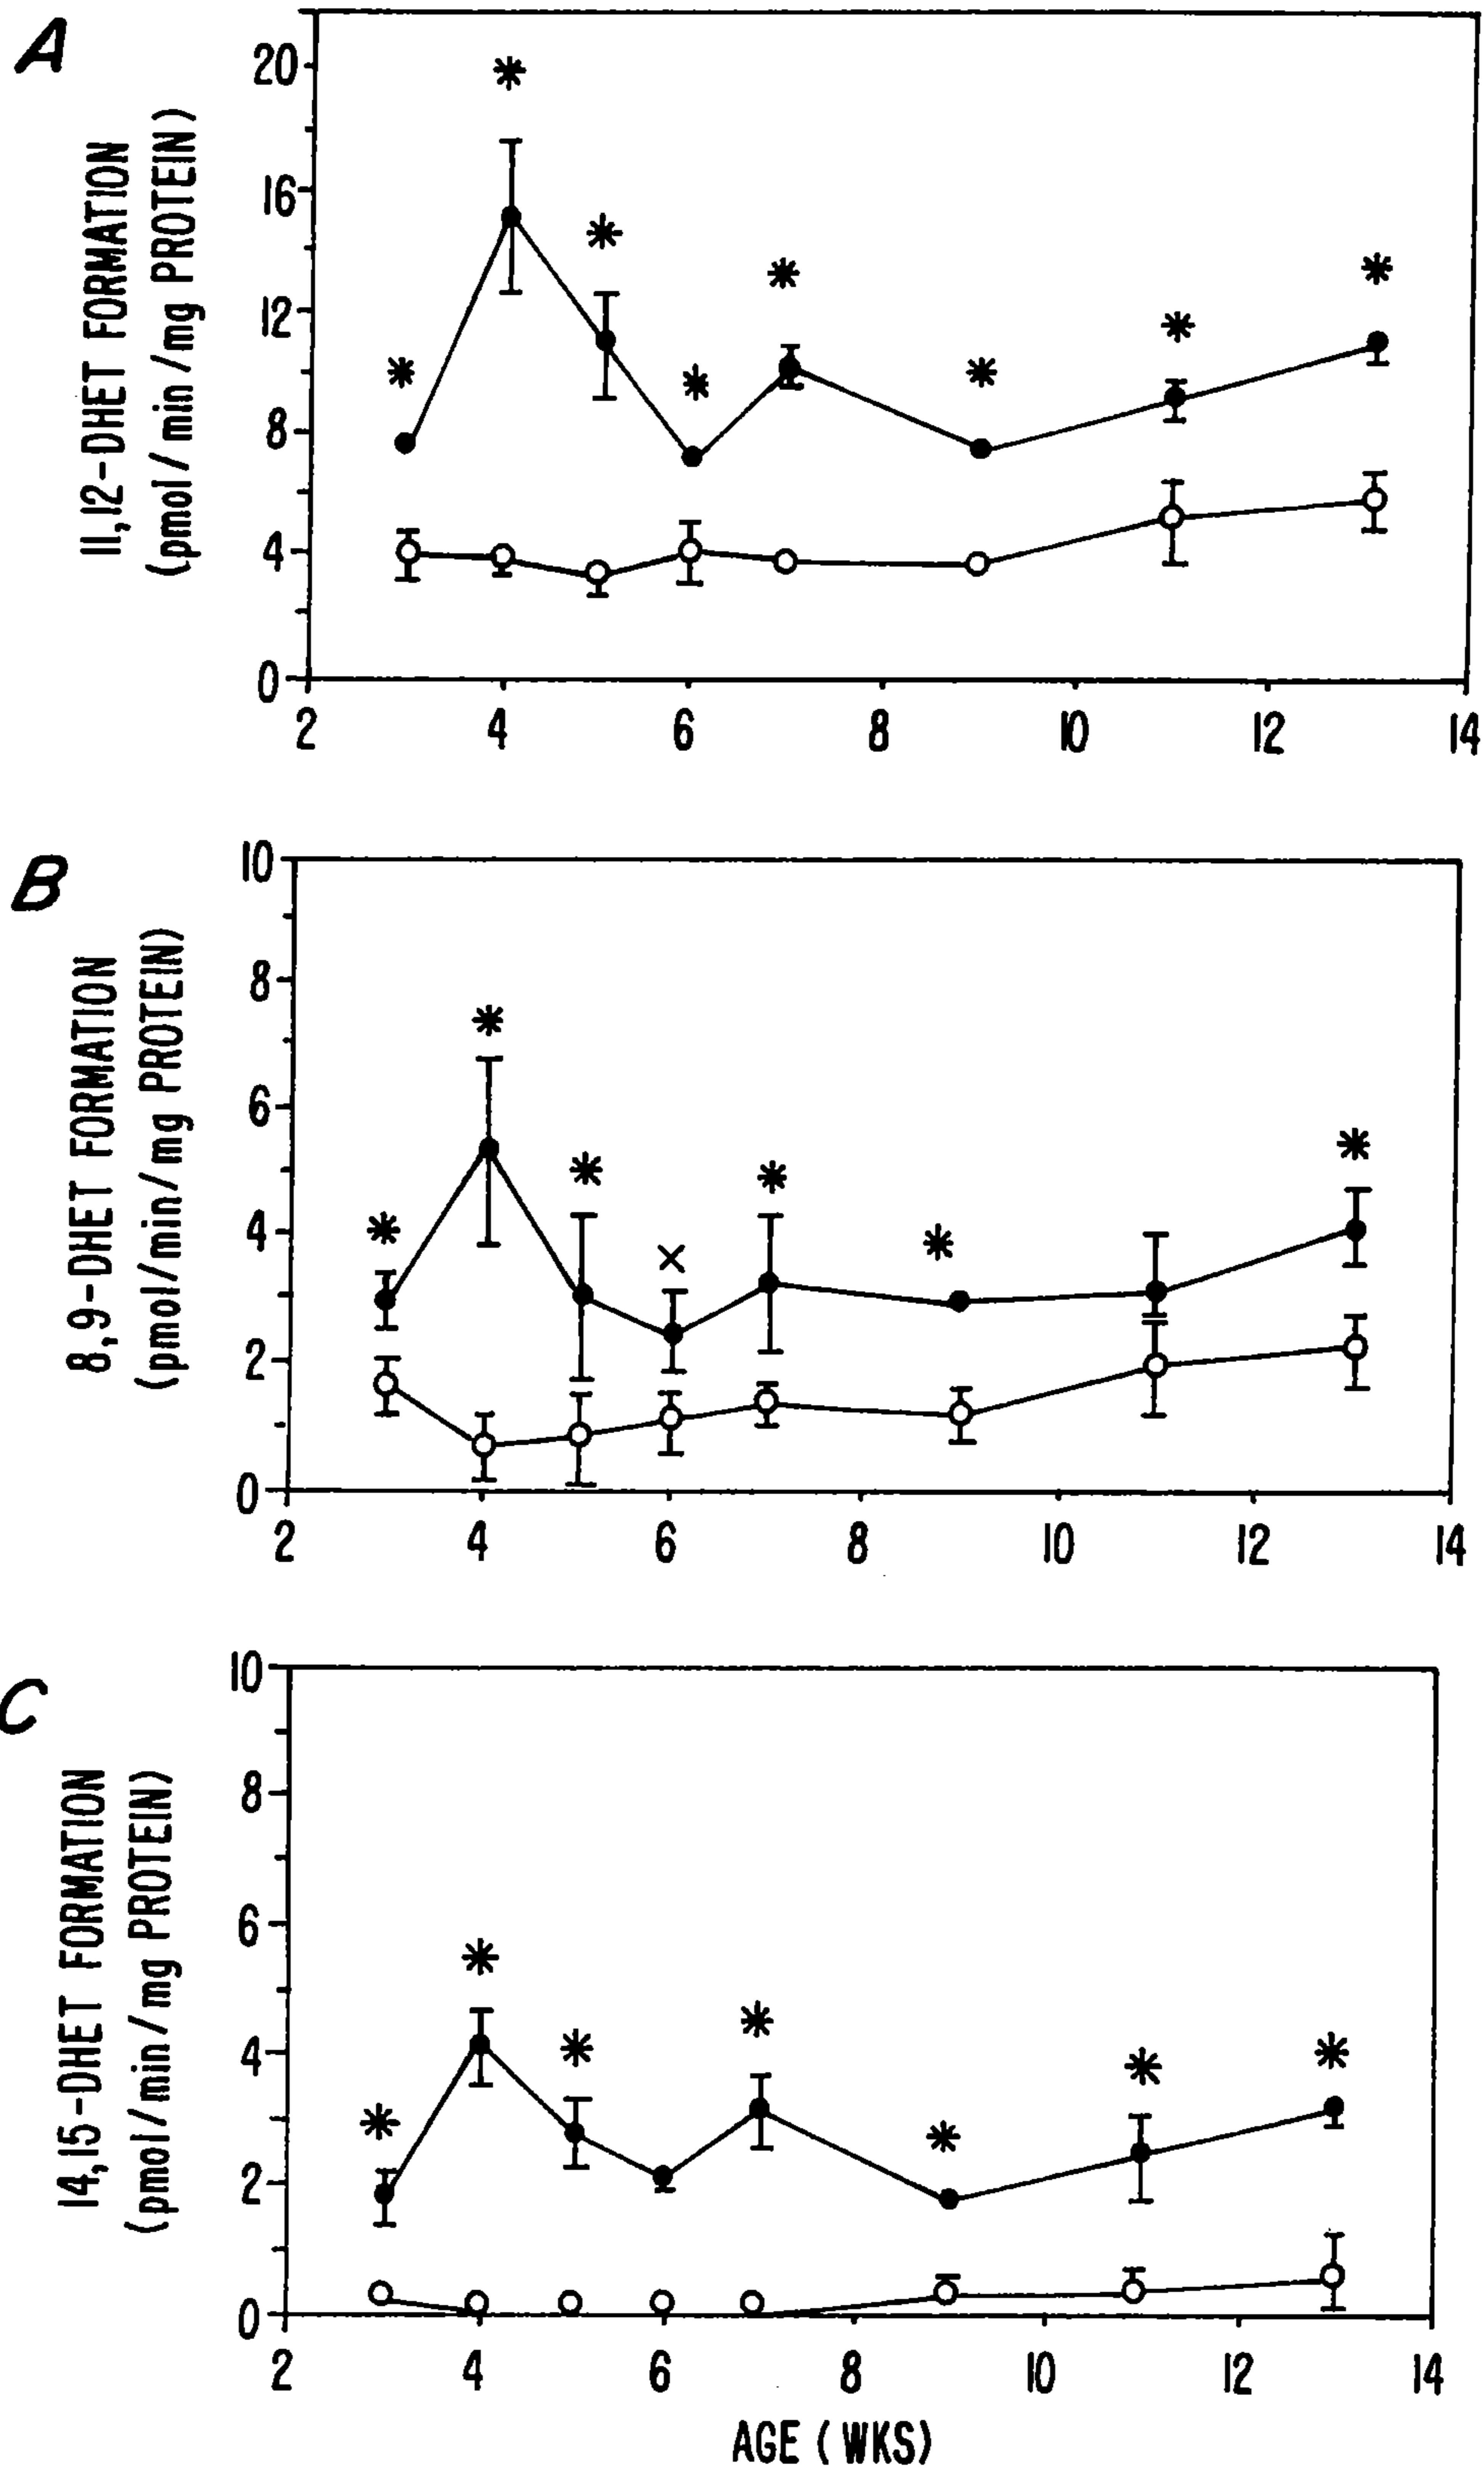 A
11,12-DHET FORMATION
(pmol/min/mg PROTEIN)
20
16
12
8
4
0
2 4 6 8 10 12 14
B
8,9-DHET FORMATION
(pmol/min/mg PROTEIN)
10
8
6
4
2
0
2 4 6 8 10 12 14
C
14,15-DHET FORMATION
(pmol/min/mg PROTEIN)
10
8
6
4
2
0
2 4 6 8 10 12 14
AGE (WKS)